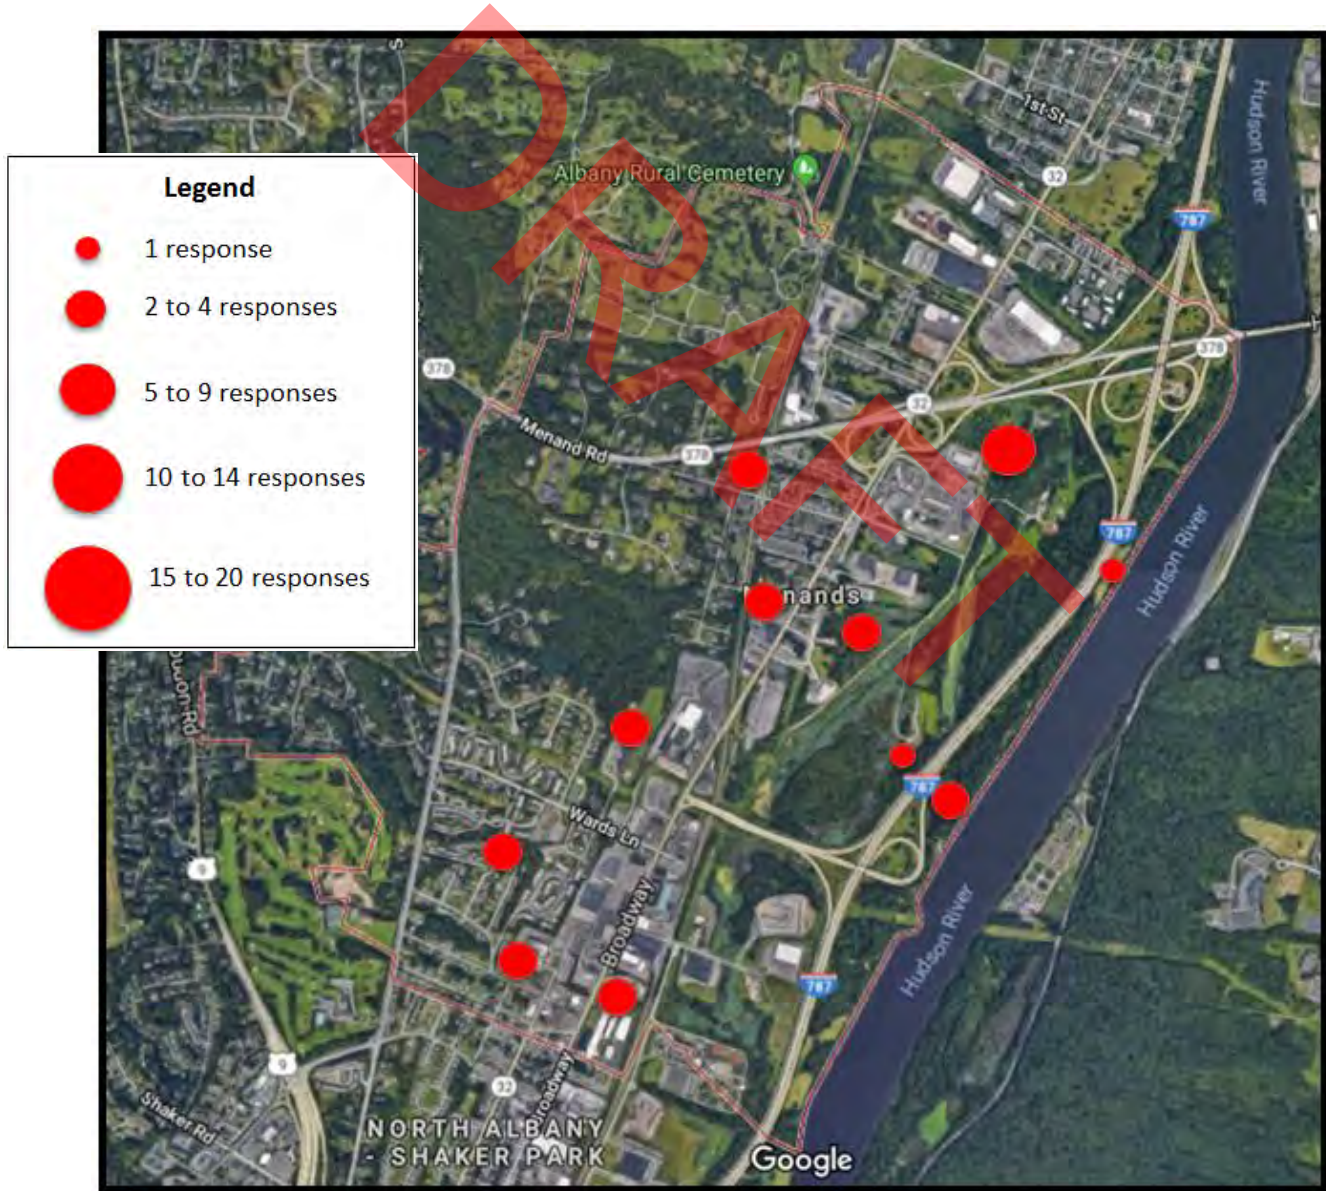 DRAFT
Legend
1 response
2 to 4 responses
5 to 9 responses
10 to 14 responses
15 to 20 responses
1st St
Hudson River
Albany Rural Cemetery
32
787
378
378
32
Menand Rd
378
787
Hudson River
nands
787
Wards Ln
9
Broadway
Hudson River
787
9
32
Broadway
Shaker Rd
NORTH ALBANY
- SHAKER PARK
Google